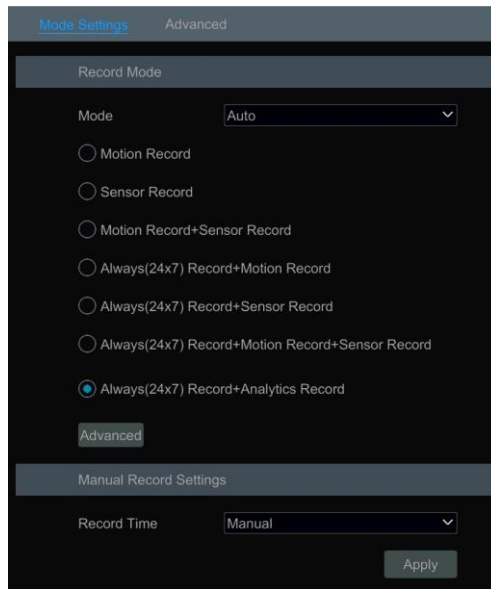 Mode Settings Advanced
Record Mode
Mode Auto
Motion Record
Sensor Record
Motion Record+Sensor Record
Always(24x7) Record+Motion Record
Always(24x7) Record+Sensor Record
Always(24x7) Record+Motion Record+Sensor Record
Always(24x7) Record+Analytics Record
Advanced
Manual Record Settings
Record Time Manual
Apply